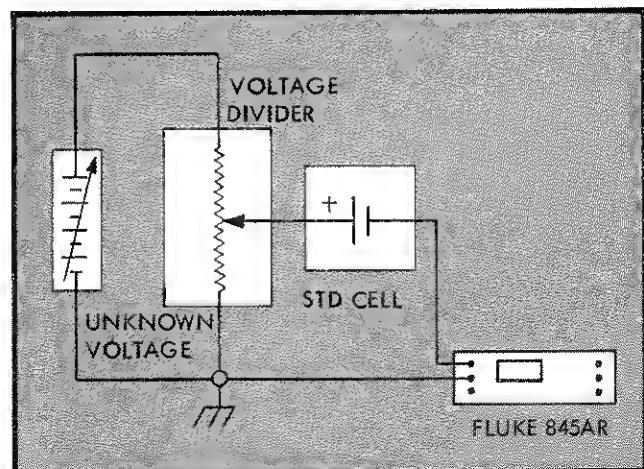 VOLTAGE
DIVIDER
+
STD CELL
UNKNOWN
VOLTAGE
FLUKE 845AR